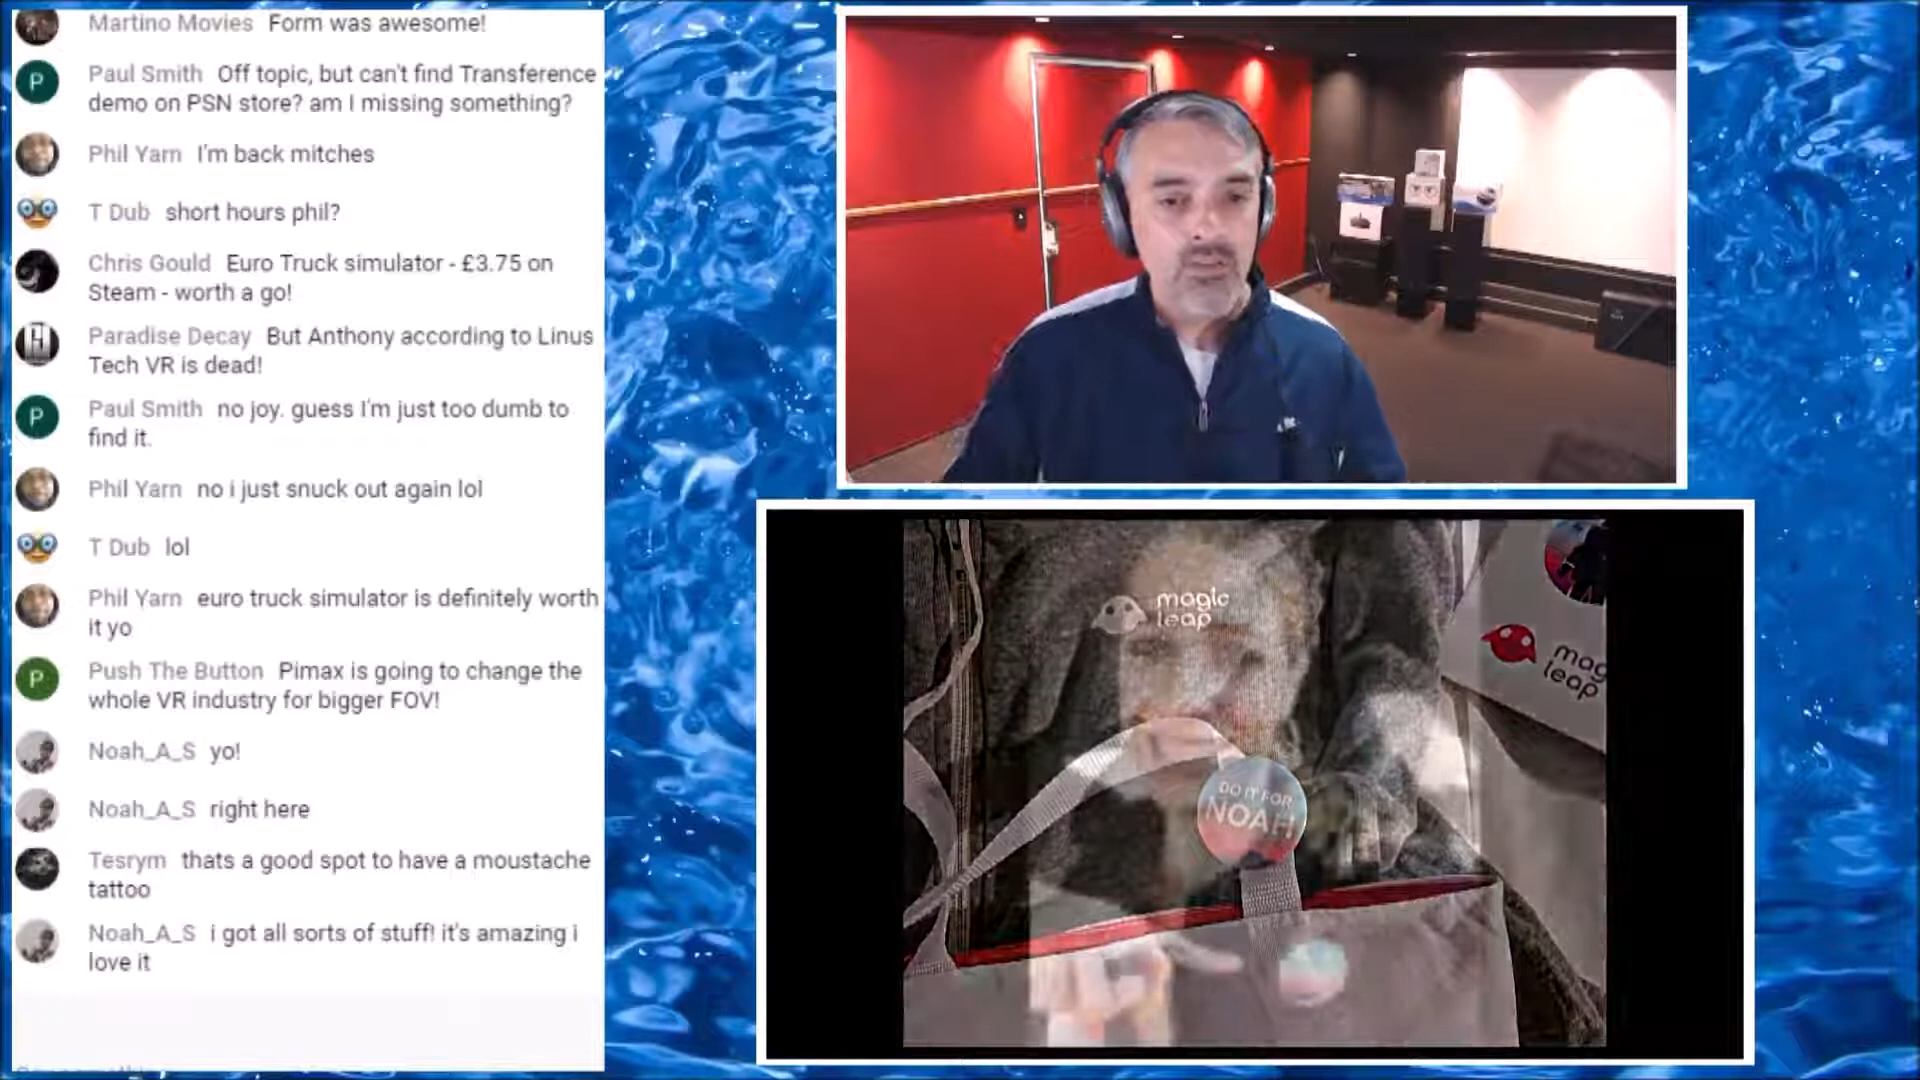 Martino Movies Form was awesome!
P Paul Smith Off topic, but can't find Transference
demo on PSN store? am I missing something?
Phil Yarn I'm back mitches
T Dub short hours phil?
Chris Gould Euro Truck simulator - £3.75 on
Steam - worth a go!
Paradise Decay But Anthony according to Linus
Tech VR is dead!
P Paul Smith no joy. guess I'm just too dumb to
find it.
Phil Yarn no i just snuck out again lol
T Dub lol
Phil Yarn euro truck simulator is definitely worth
it yo
P Push The Button Pimax is going to change the
whole VR industry for bigger FOV!
Noah_A_S yo!
Noah_A_S right here
Tesrym thats a good spot to have a moustache
tattoo
Noah_A_S i got all sorts of stuff! it's amazing i
love it
magic
leap
mag
leap
DO IT FOR
NOAH